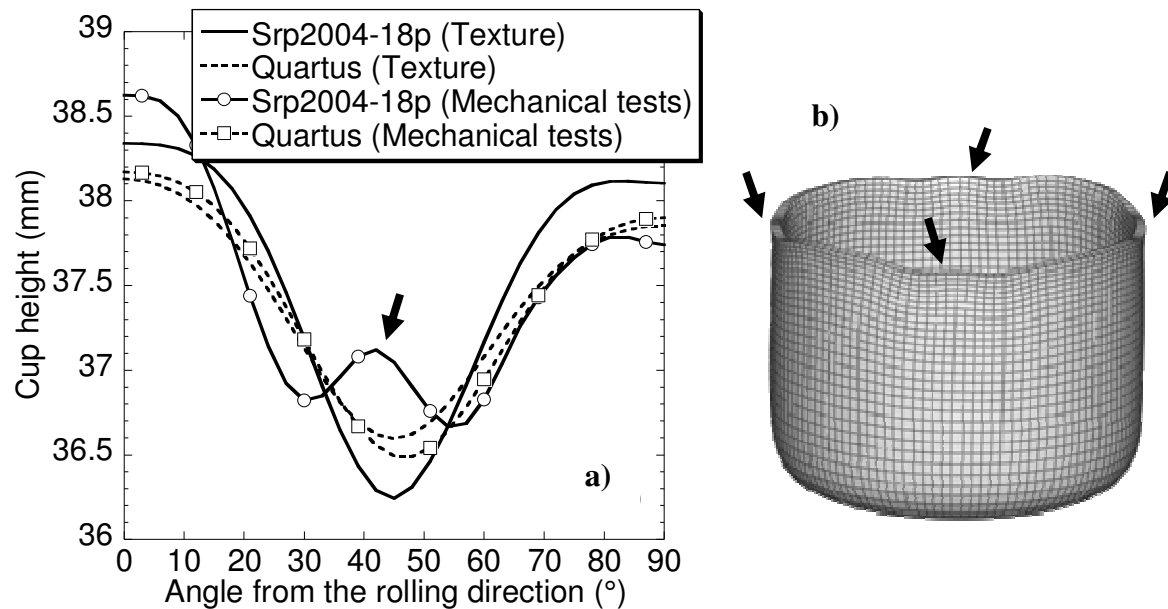 Srp2004-18p (Texture)
Quartus (Texture)
Srp2004-18p (Mechanical tests)
Quartus (Mechanical tests)
39
38.5
38
37.5
37
36.5
36
Cup height (mm)
0 10 20 30 40 50 60 70 80 90
Angle from the rolling direction (°)
a)
b)